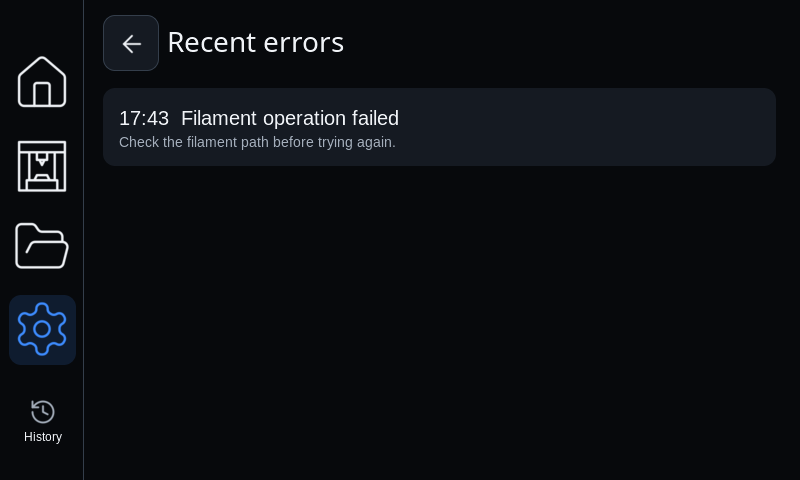 Recent errors
17:43 Filament operation failed
Check the filament path before trying again.
History